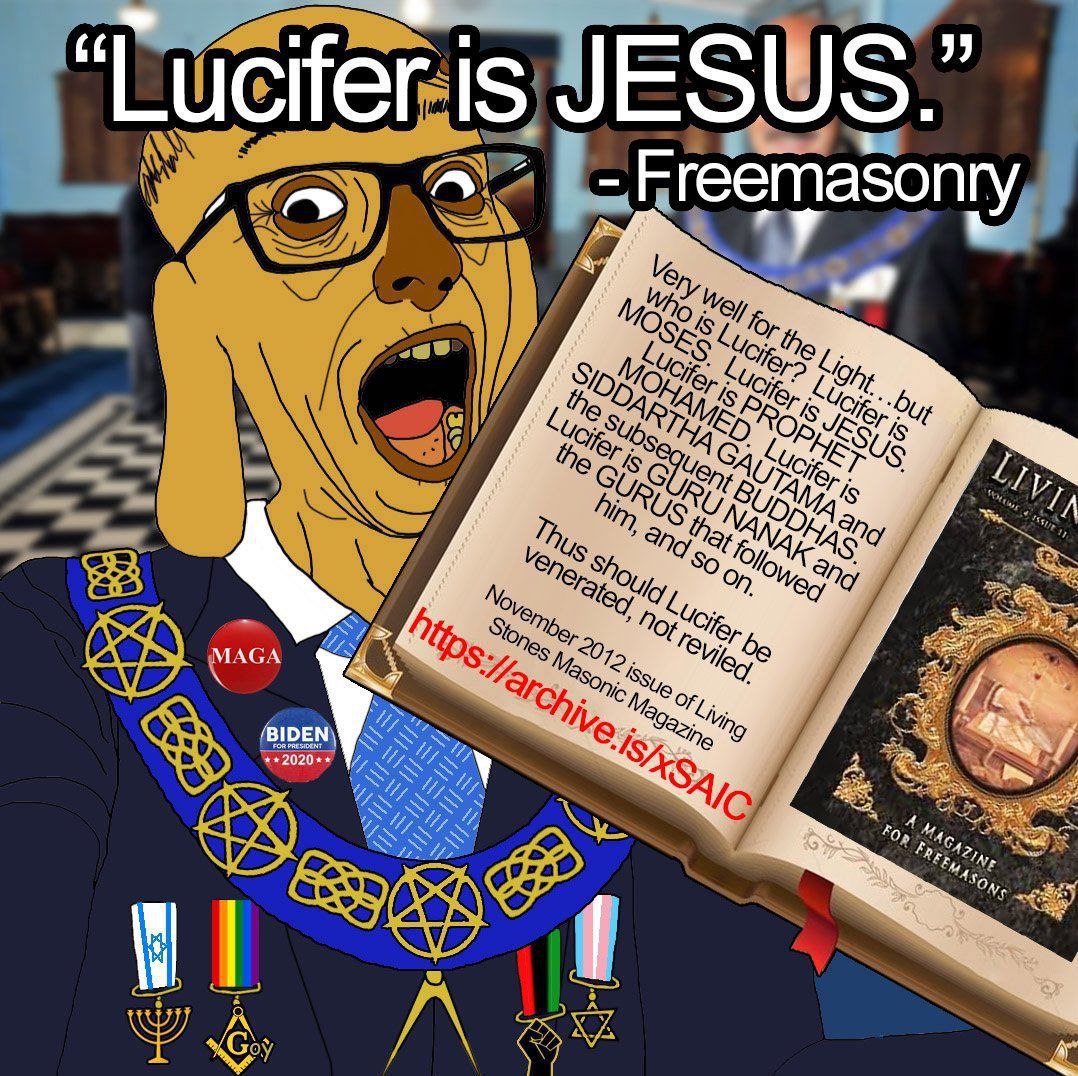 “Lucifer is JESUS.”
- Freemasonry
Very well for the Light. . .but
who is Lucifer? Lucifer is
MOSES. Lucifer is JESUS.
Lucifer is PROPHET
MOHAMED. Lucifer is
SIDDARTHA GAUTAMA and
the subsequent BUDDHAS.
Lucifer is GURU NANAK and
the GURUS that followed
him, and so on.
Thus should Lucifer be
venerated, not reviled.
November 2012 issue of Living
Stones Masonic Magazine
https://archive.is/xSAIC
LIVIN
A MAGAZINE
FOR FREEMASONS
MAGA
BIDEN
FOR PRESIDENT
2020
Goy